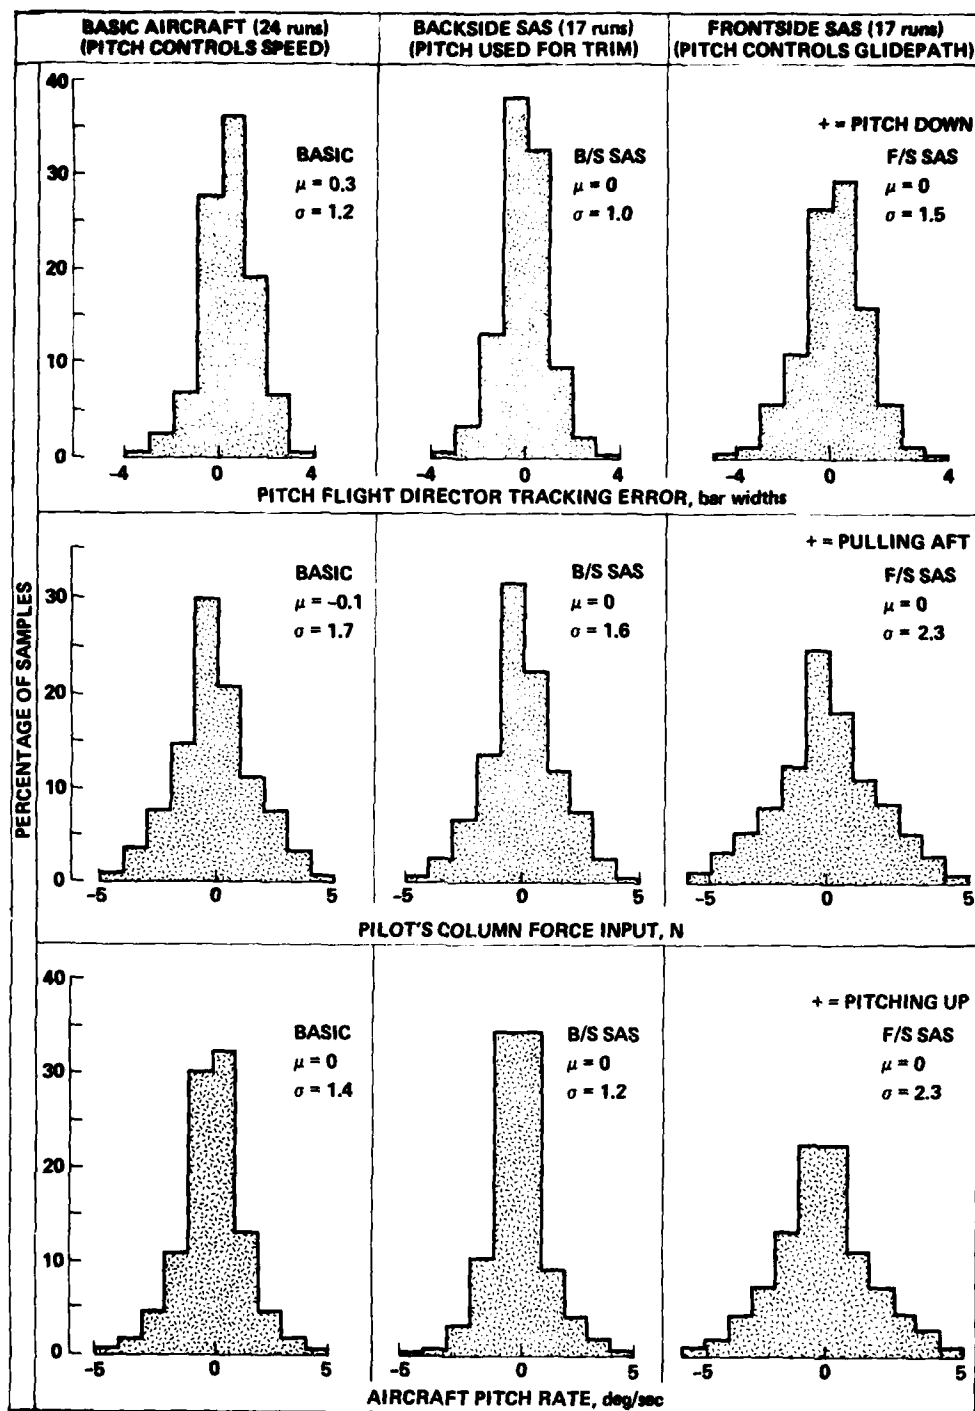 BASIC AIRCRAFT (24 runs)
(PITCH CONTROLS SPEED)
BACKSIDE SAS (17 runs)
(PITCH USED FOR TRIM)
FRONTSIDE SAS (17 runs)
(PITCH CONTROLS GLIDEPATH)
PERCENTAGE OF SAMPLES
40
30
20
10
0
BASIC
μ = 0.3
σ = 1.2
B/S SAS
μ = 0
σ = 1.0
+ = PITCH DOWN
F/S SAS
μ = 0
σ = 1.5
-4 0 4
-4 0 4
-4 0 4
PITCH FLIGHT DIRECTOR TRACKING ERROR, bar widths
30
20
10
0
BASIC
μ = -0.1
σ = 1.7
B/S SAS
μ = 0
σ = 1.6
+ = PULLING AFT
F/S SAS
μ = 0
σ = 2.3
-5 0 5
-5 0 5
-5 0 5
PILOT'S COLUMN FORCE INPUT, N
40
30
20
10
0
BASIC
μ = 0
σ = 1.4
B/S SAS
μ = 0
σ = 1.2
+ = PITCHING UP
F/S SAS
μ = 0
σ = 2.3
-5 0 5
-5 0 5
-5 0 5
AIRCRAFT PITCH RATE, deg/sec